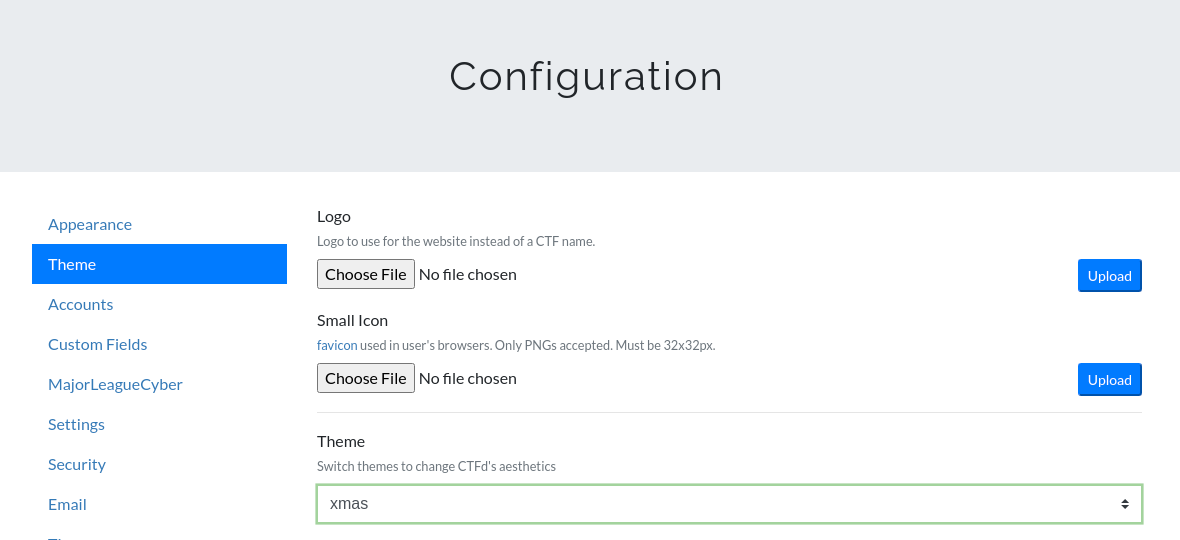 Configuration
Appearance
Theme
Accounts
Custom Fields
MajorLeagueCyber
Settings
Security
Email
Logo
Logo to use for the website instead of a CTF name.
Choose File No file chosen
Upload
Small Icon
favicon used in user's browsers. Only PNGs accepted. Must be 32x32px.
Choose File No file chosen
Upload
Theme
Switch themes to change CTFd's aesthetics
xmas